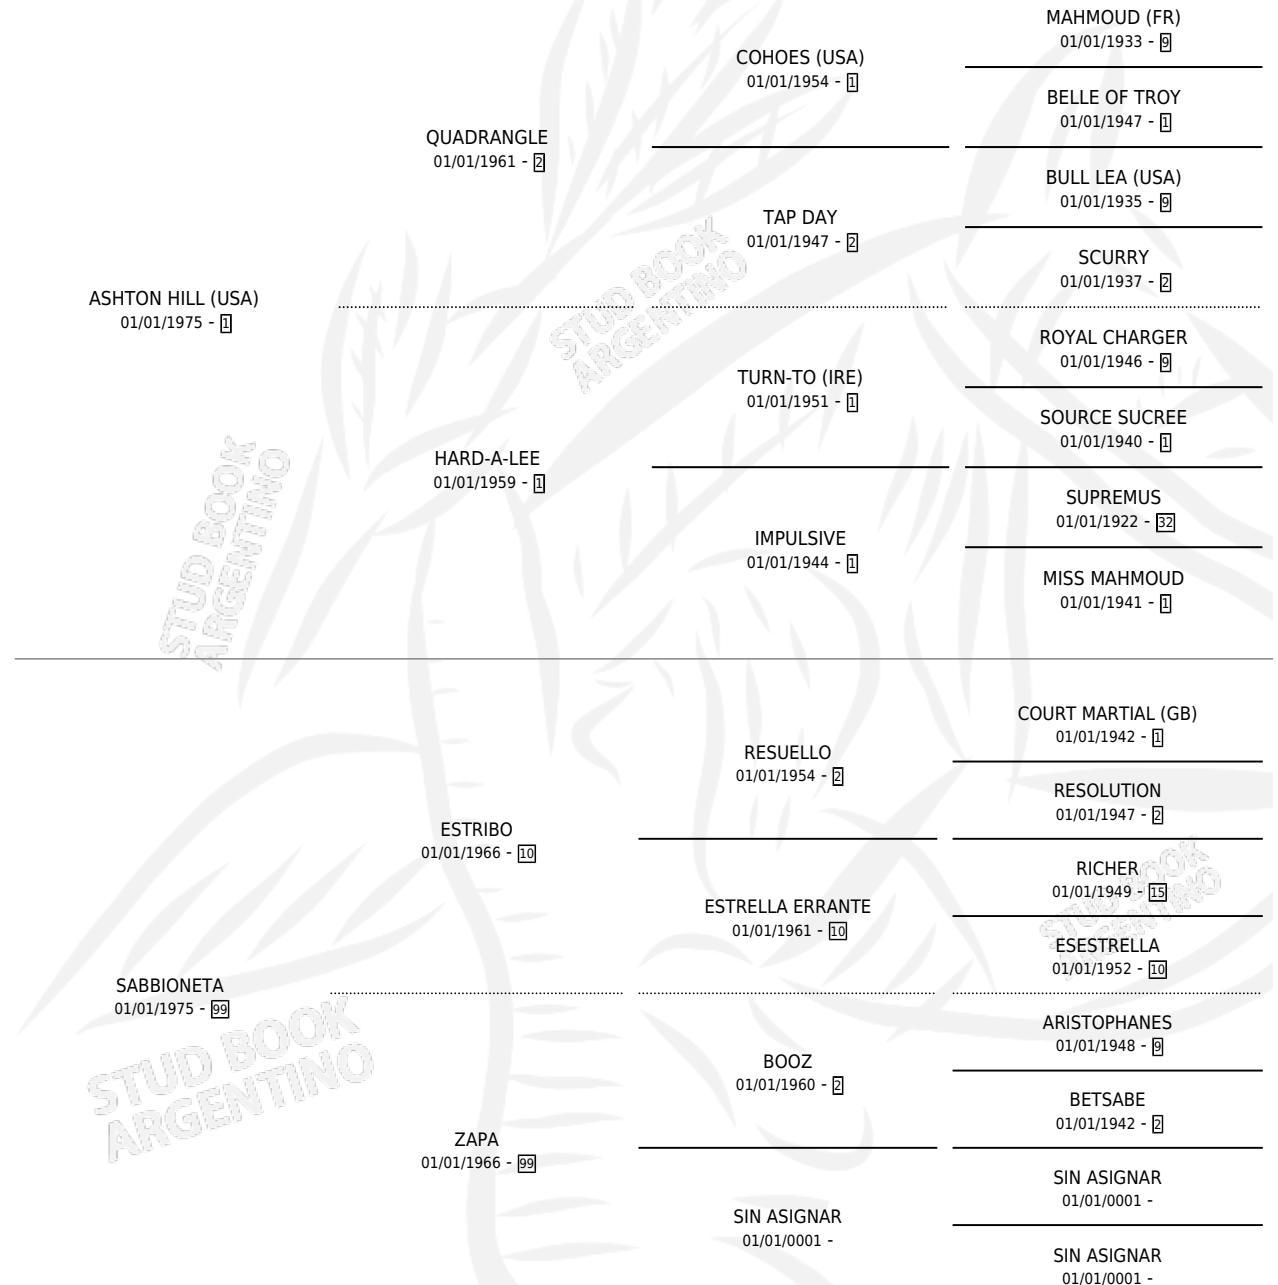 MAHMOUD (FR)
01/01/1933 - 9
COHOES (USA)
01/01/1954 - 1
BELLE OF TROY
01/01/1947 - 1
QUADRANGLE
01/01/1961 - 2
BULL LEA (USA)
01/01/1935 - 9
TAP DAY
01/01/1947 - 2
SCURRY
01/01/1937 - 2
ASHTON HILL (USA)
01/01/1975 - 1
ROYAL CHARGER
01/01/1946 - 9
TURN-TO (IRE)
01/01/1951 - 1
SOURCE SUCREE
01/01/1940 - 1
HARD-A-LEE
01/01/1959 - 1
SUPREMUS
01/01/1922 - 32
IMPULSIVE
01/01/1944 - 1
MISS MAHMOUD
01/01/1941 - 1
COURT MARTIAL (GB)
01/01/1942 - 1
RESUELLO
01/01/1954 - 2
RESOLUTION
01/01/1947 - 2
ESTRIBO
01/01/1966 - 10
RICHER
01/01/1949 - 15
ESTRELLA ERRANTE
01/01/1961 - 10
ESESTRELLA
01/01/1952 - 10
SABBIONETA
01/01/1975 - 99
ARISTOPHANES
01/01/1948 - 9
BOOZ
01/01/1960 - 2
BETSABE
01/01/1942 - 2
ZAPA
01/01/1966 - 99
SIN ASIGNAR
01/01/0001 -
SIN ASIGNAR
01/01/0001 -
SIN ASIGNAR
01/01/0001 -
STUD BOOK
ARGENTINO
STUD BOOK
ARGENTINO
STUD BOOK
ARGENTINO
STUD BOOK
ARGENTINO